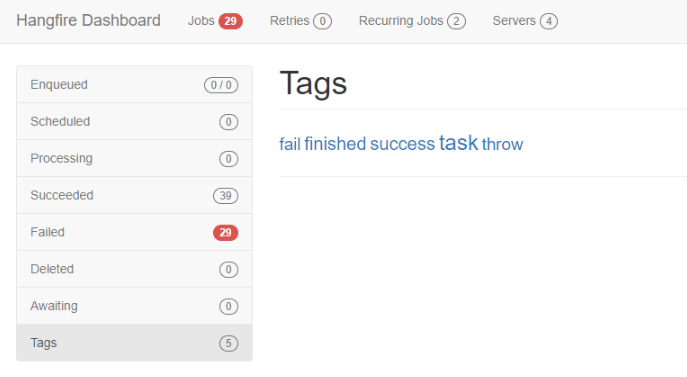 Hangfire Dashboard Jobs 29 Retries 0 Recurring Jobs 2 Servers 4
Enqueued 0 / 0
Scheduled 0
Processing 0
Succeeded 39
Failed 29
Deleted 0
Awaiting 0
Tags 5
Tags
fail finished success task throw